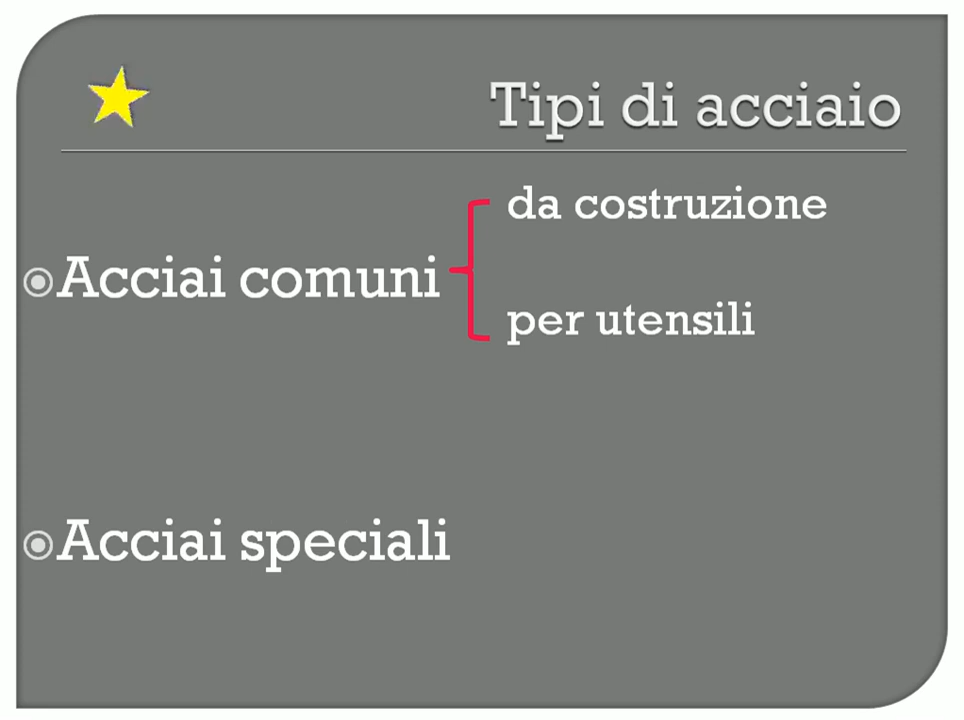 Tipi di acciaio
Acciai comuni
da costruzione
per utensili
Acciai speciali